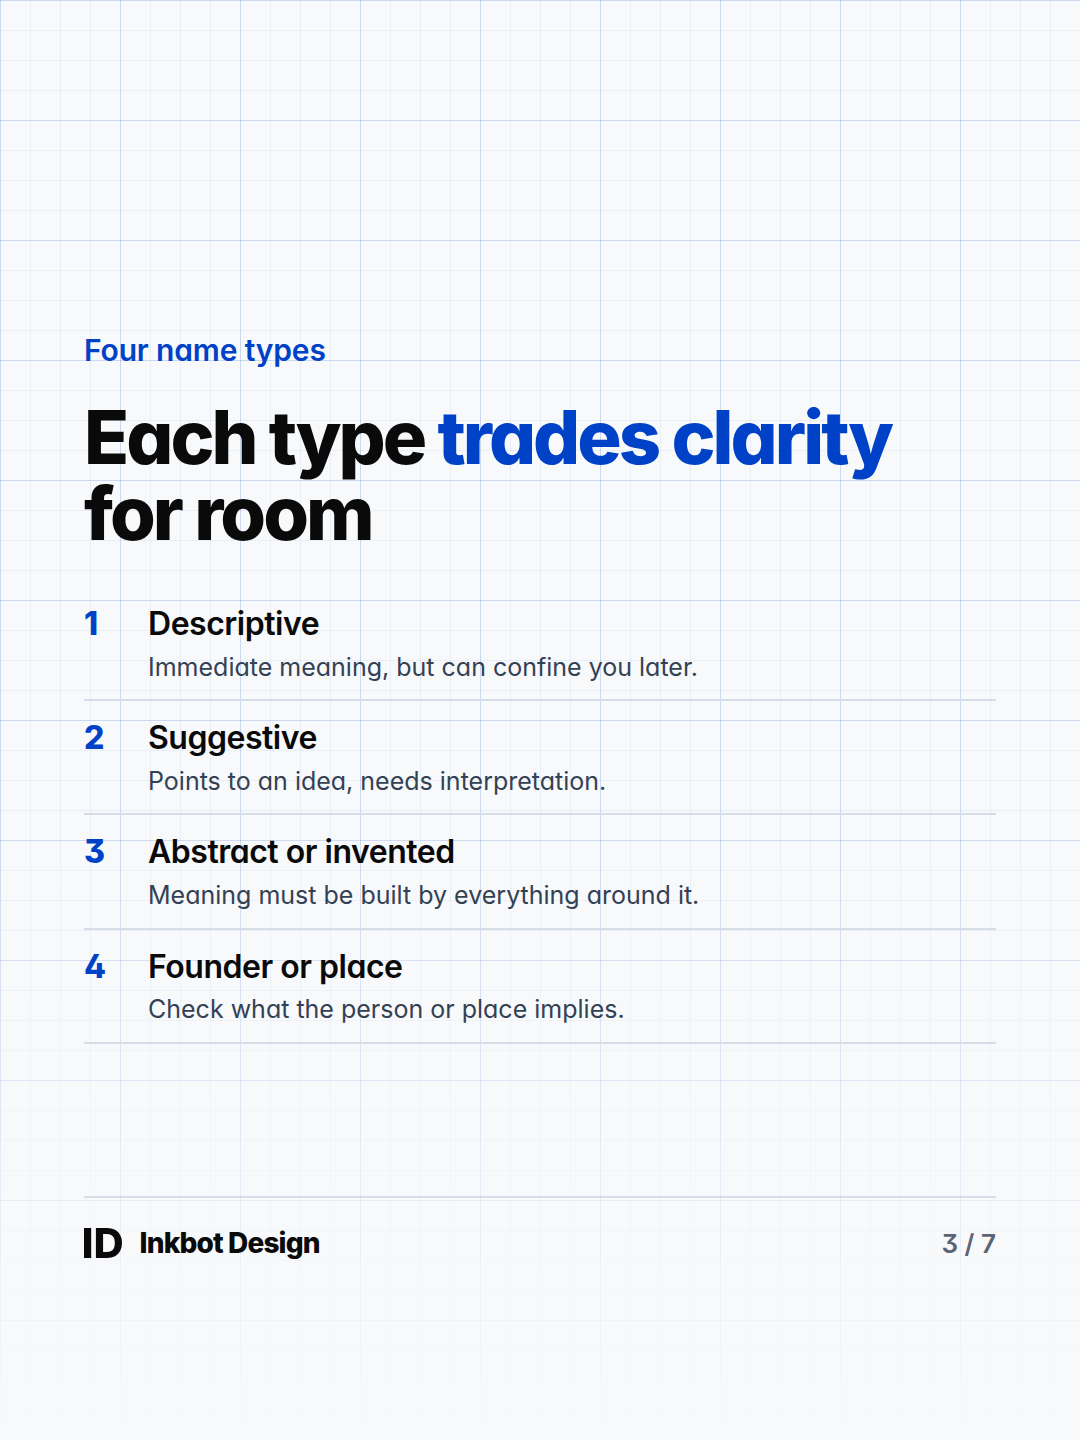 Four name types
Each type trades clarity
for room
1 Descriptive
Immediate meaning, but can confine you later.
2 Suggestive
Points to an idea, needs interpretation.
3 Abstract or invented
Meaning must be built by everything around it.
4 Founder or place
Check what the person or place implies.
ID Inkbot Design
3 / 7